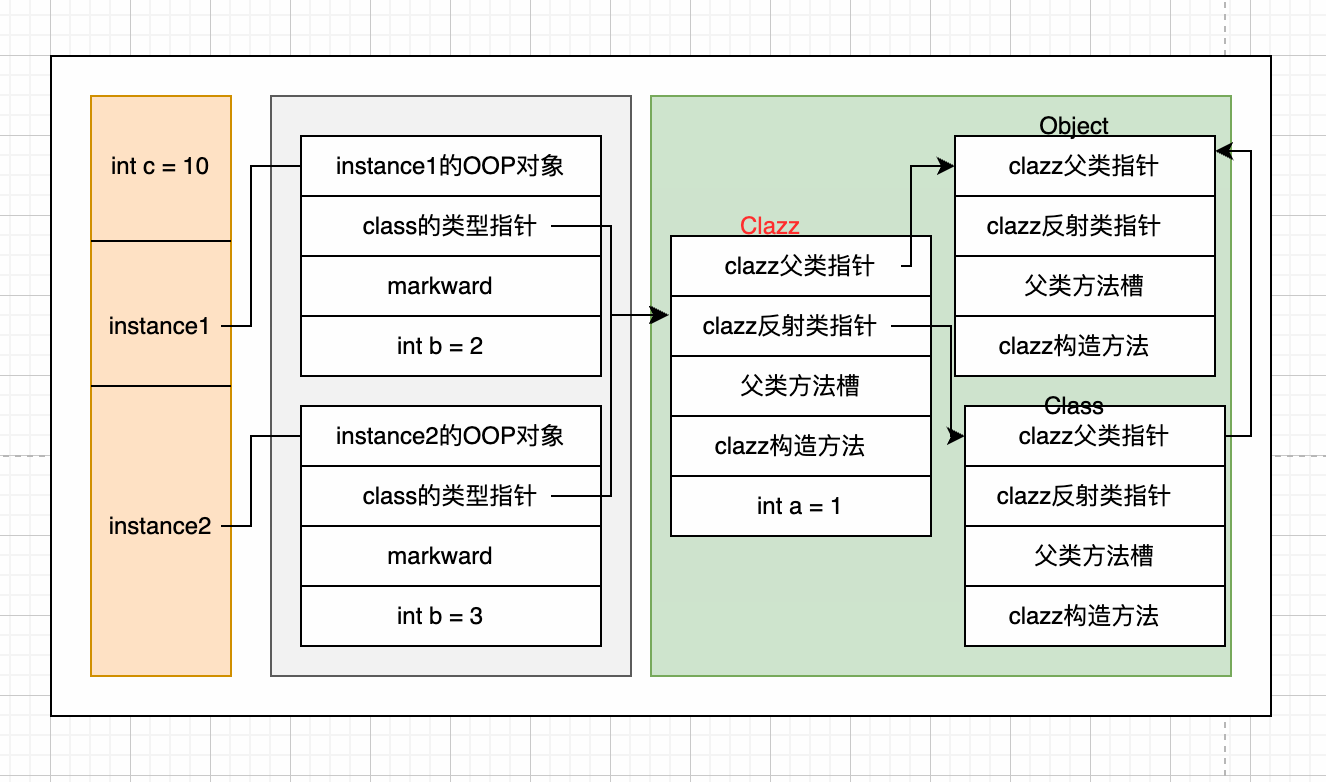 int c = 10
instance1
instance2
instance1的OOP对象
class的类型指针
markward
int b = 2
instance2的OOP对象
class的类型指针
markward
int b = 3
Clazz
clazz父类指针
clazz反射类指针
父类方法槽
clazz构造方法
int a = 1
Object
clazz父类指针
clazz反射类指针
父类方法槽
clazz构造方法
Class
clazz父类指针
clazz反射类指针
父类方法槽
clazz构造方法